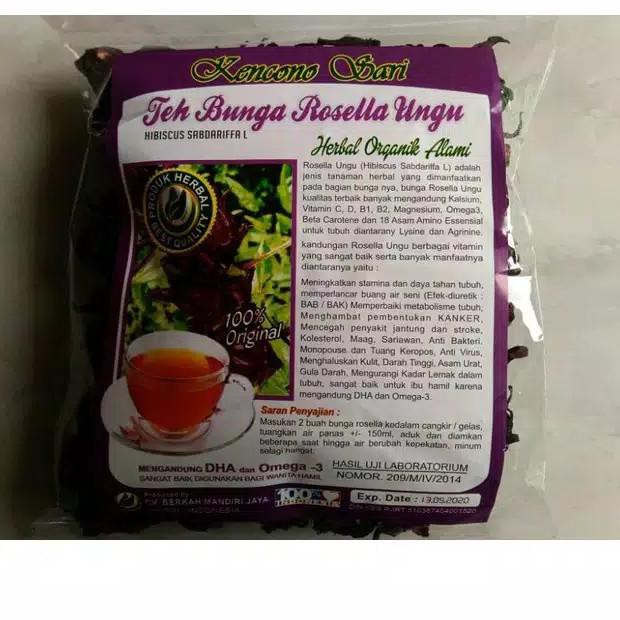 Kencono Sari
Teh Bunga Rosella Ungu
HIBISCUS SABDARIFFA L
Herbal Organik Alami
PRODUK HERBAL
BEST QUALITY
Rosella Ungu (Hibiscus Sabdariffa L) adalah
jenis tanaman herbal yang dimanfaatkan
pada bagian bunga nya, bunga Rosella Ungu
kualitas terbaik banyak mengandung Kalsium,
Vitamin C, D, B1, B2, Magnesium, Omega3,
Beta Carotene dan 18 Asam Amino Essensial
untuk tubuh diantarany Lysine dan Agrinine.
kandungan Rosella Ungu berbagai vitamin
yang sangat baik serta banyak manfaatnya
diantaranya yaitu :
Meningkatkan stamina dan daya tahan tubuh,
memperlancar buang air seni (Efek-diuretik :
BAB / BAK) Memperbaiki metabolisme tubuh,
Menghambat pembentukan KANKER,
Mencegah penyakit jantung dan stroke,
Kolesterol, Maag, Sariawan, Anti Bakteri.
Monopouse dan Tuang Keropos, Anti Virus,
Menghaluskan Kulit, Darah Tinggi, Asam Urat,
Gula Darah, Mengurangi Kadar Lemak dalam
tubuh, sangat baik untuk ibu hamil karena
mengandung DHA dan Omega-3.
100%
Original
Saran Penyajian :
Masukan 2 buah bunga rosella kedalam cangkir / gelas,
tuangkan air panas +/- 150ml, aduk dan diamkan
beberapa saat hingga air berubah kepekatan, minum
selagi hangat.
MENGANDUNG DHA dan Omega -3
SANGAT BAIK DIGUNAKAN BAGI WANITA HAMIL
HASIL UJI LABORATORIUM
NOMOR. 209/M/IV/2014
Produced by :
CV. BERKAH MANDIRI JAYA
INDONESIA
100%
Exp. Date : 13.09.2020